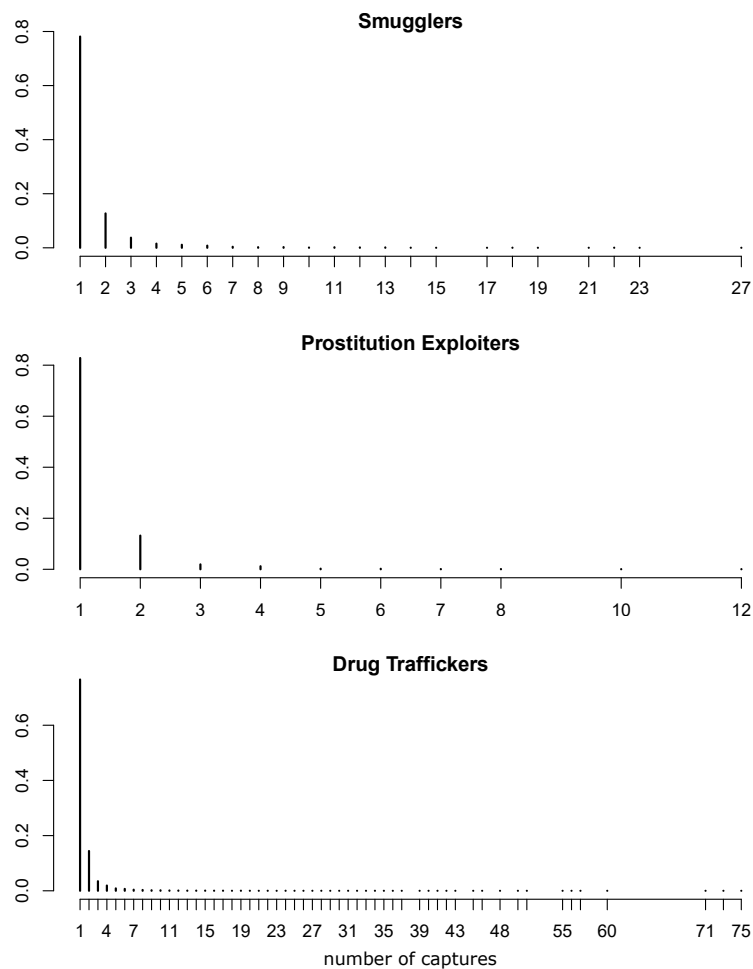 Smugglers
0.8
0.6
0.4
0.2
0.0
1 2 3 4 5 6 7 8 9 11 13 15 17 19 21 23 27
Prostitution Exploiters
0.8
0.6
0.4
0.2
0.0
1 2 3 4 5 6 7 8 10 12
Drug Traffickers
0.6
0.4
0.2
0.0
1 4 7 11 15 19 23 27 31 35 39 43 48 55 60 71 75
number of captures